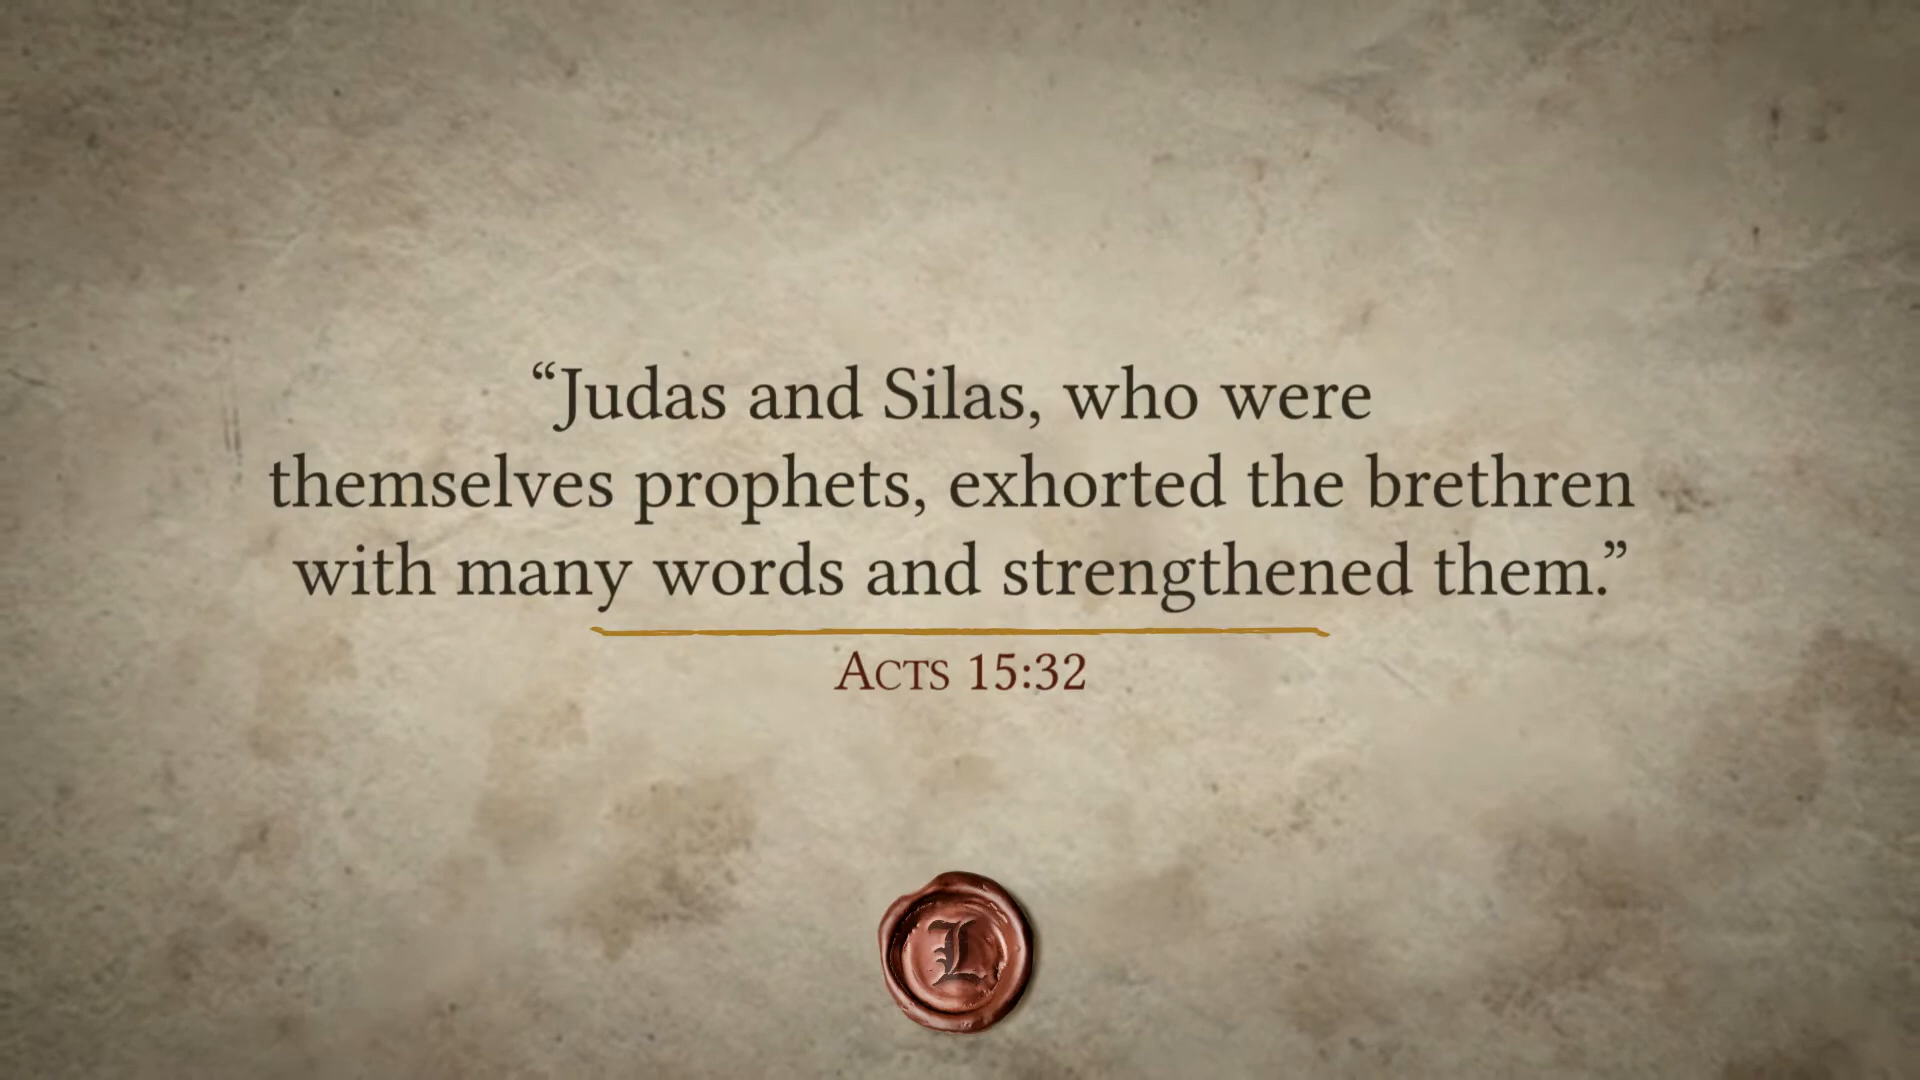 “Judas and Silas, who were
themselves prophets, exhorted the brethren
with many words and strengthened them.”
Acts 15:32
L